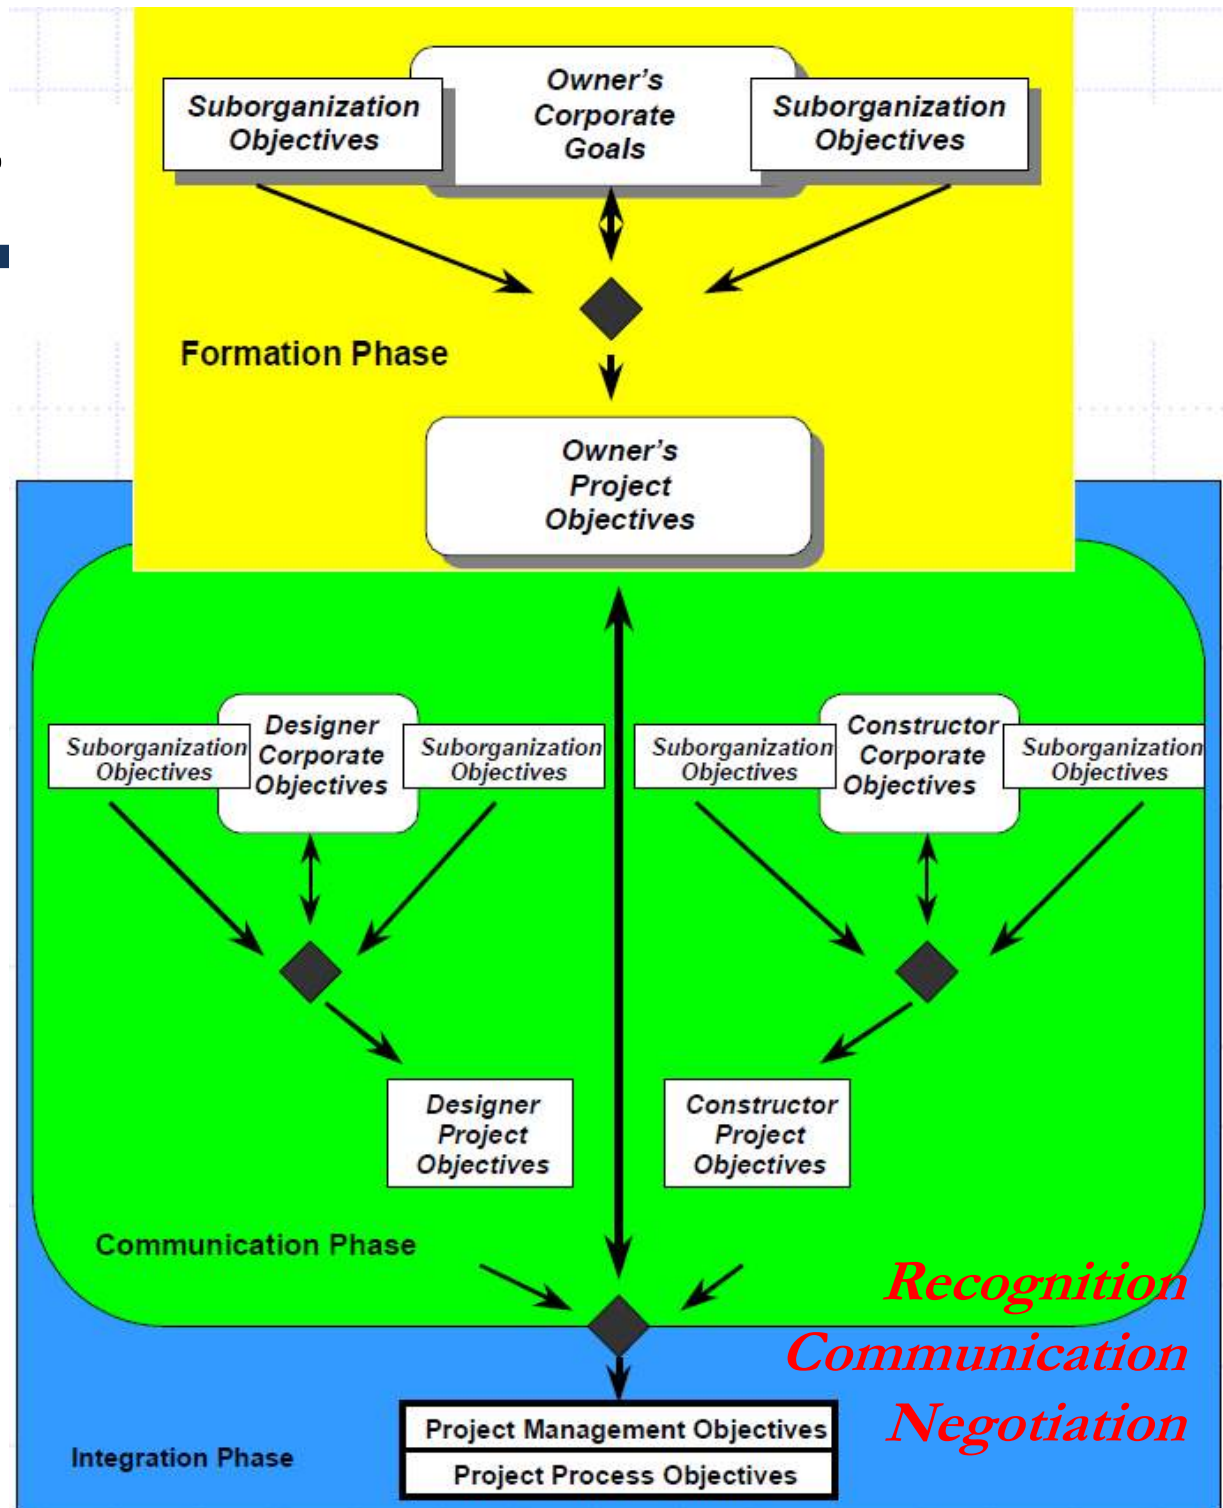 Suborganization
Objectives
Owner's
Corporate
Goals
Suborganization
Objectives
Formation Phase
Owner's
Project
Objectives
Suborganization
Objectives
Designer
Corporate
Objectives
Suborganization
Objectives
Suborganization
Objectives
Constructor
Corporate
Objectives
Suborganization
Objectives
Designer
Project
Objectives
Constructor
Project
Objectives
Communication Phase
Recognition
Communication
Negotiation
Integration Phase
Project Management Objectives
Project Process Objectives